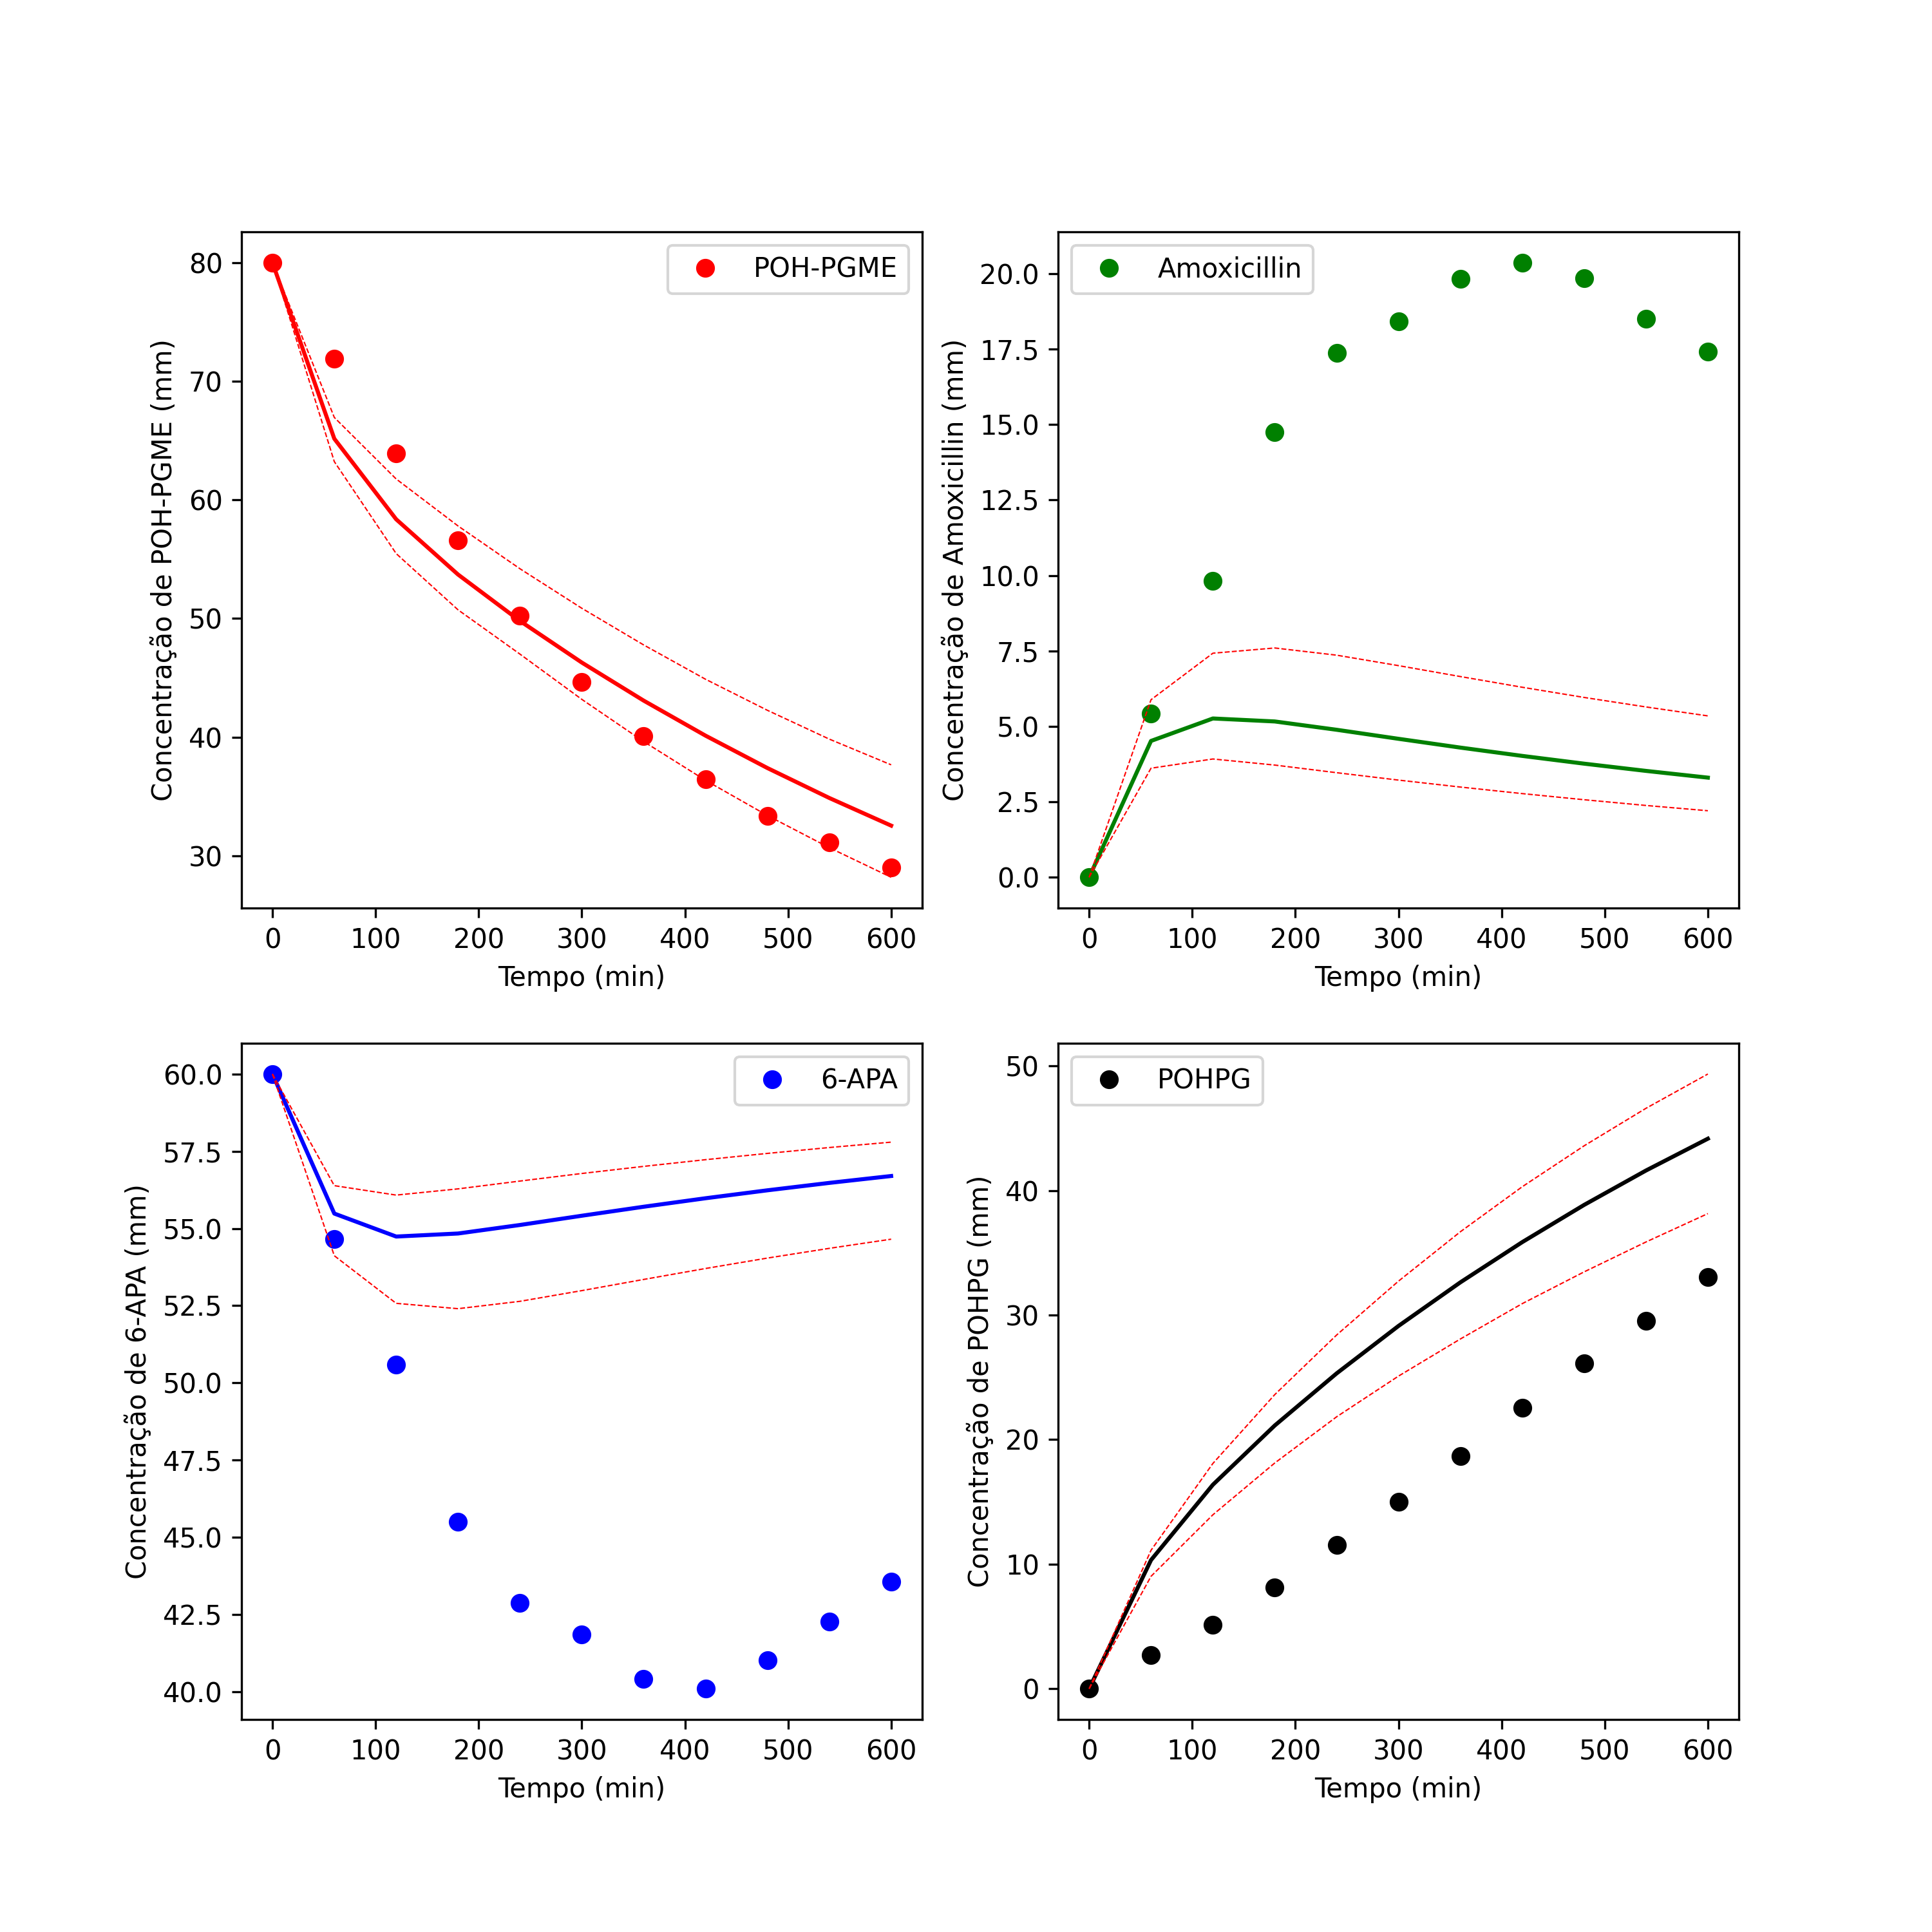 POH-PGME
Concentração de POH-PGME (mm)
80
70
60
50
40
30
0 100 200 300 400 500 600
Tempo (min)
Amoxicillin
Concentração de Amoxicillin (mm)
20.0
17.5
15.0
12.5
10.0
7.5
5.0
2.5
0.0
0 100 200 300 400 500 600
Tempo (min)
6-APA
Concentração de 6-APA (mm)
60.0
57.5
55.0
52.5
50.0
47.5
45.0
42.5
40.0
0 100 200 300 400 500 600
Tempo (min)
POHPG
Concentração de POHPG (mm)
50
40
30
20
10
0
0 100 200 300 400 500 600
Tempo (min)